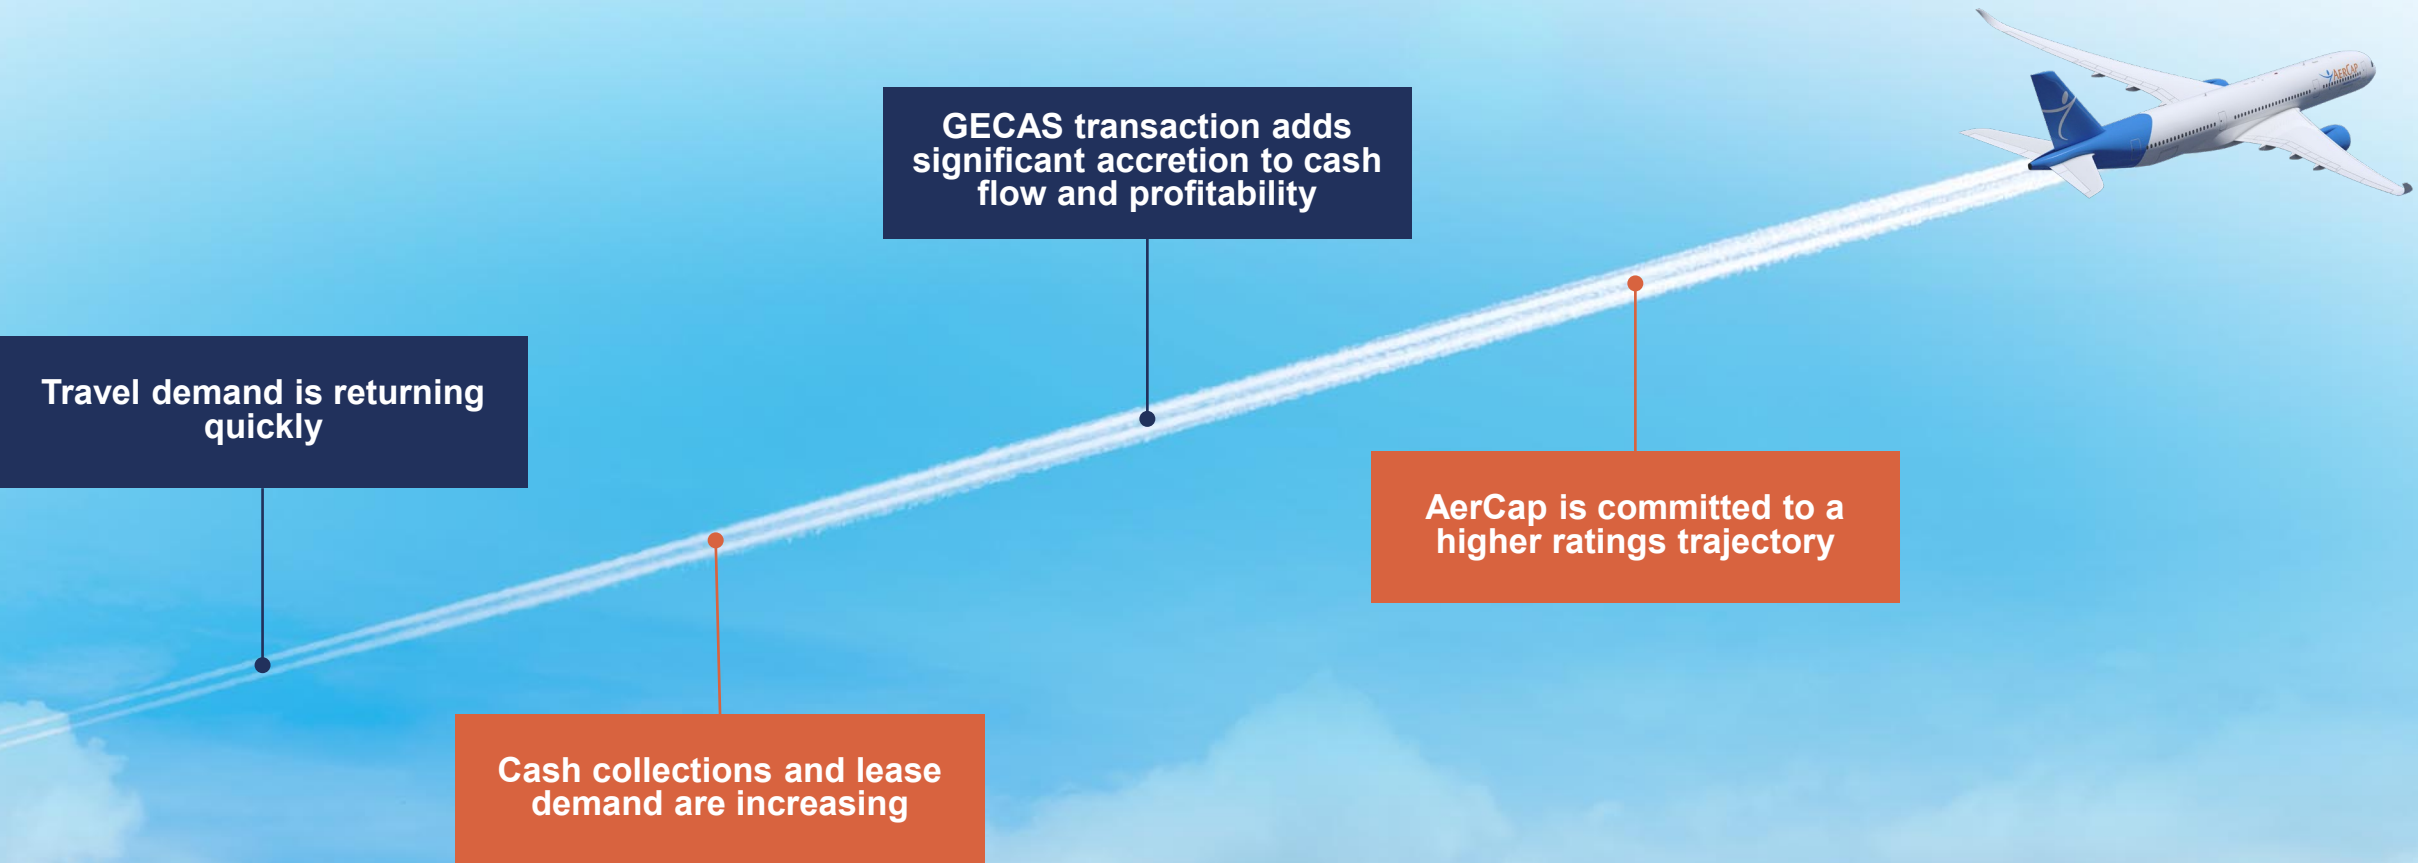 AERCAP
GECAS transaction adds
significant accretion to cash
flow and profitability
Travel demand is returning
quickly
AerCap is committed to a
higher ratings trajectory
Cash collections and lease
demand are increasing